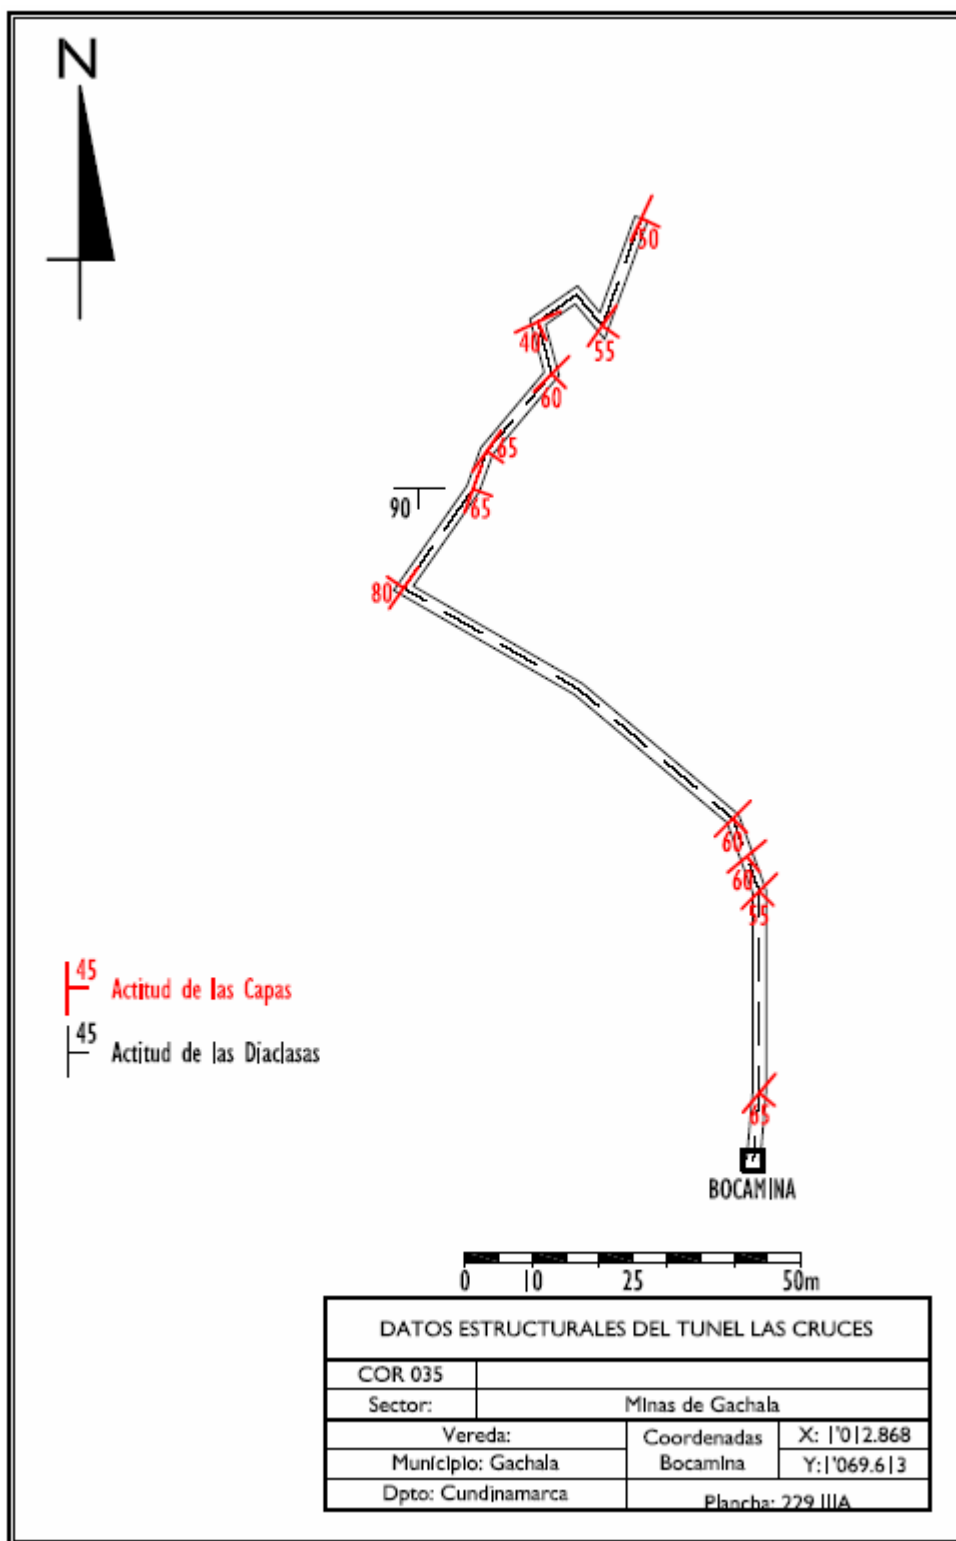 N
50
40
55
60
65
90
65
80
60
60
55
45
Actitud de las Capas
45
Actitud de las Diaclasas
65
BOCAMINA
0 10 25 50m
DATOS ESTRUCTURALES DEL TUNEL LAS CRUCES
COR 035
Sector: Minas de Gachala
Vereda: Coordenadas Bocamina X: 1'012.868
Municipio: Gachala Y:1'069.613
Dpto: Cundinamarca Plancha: 229 IIIA